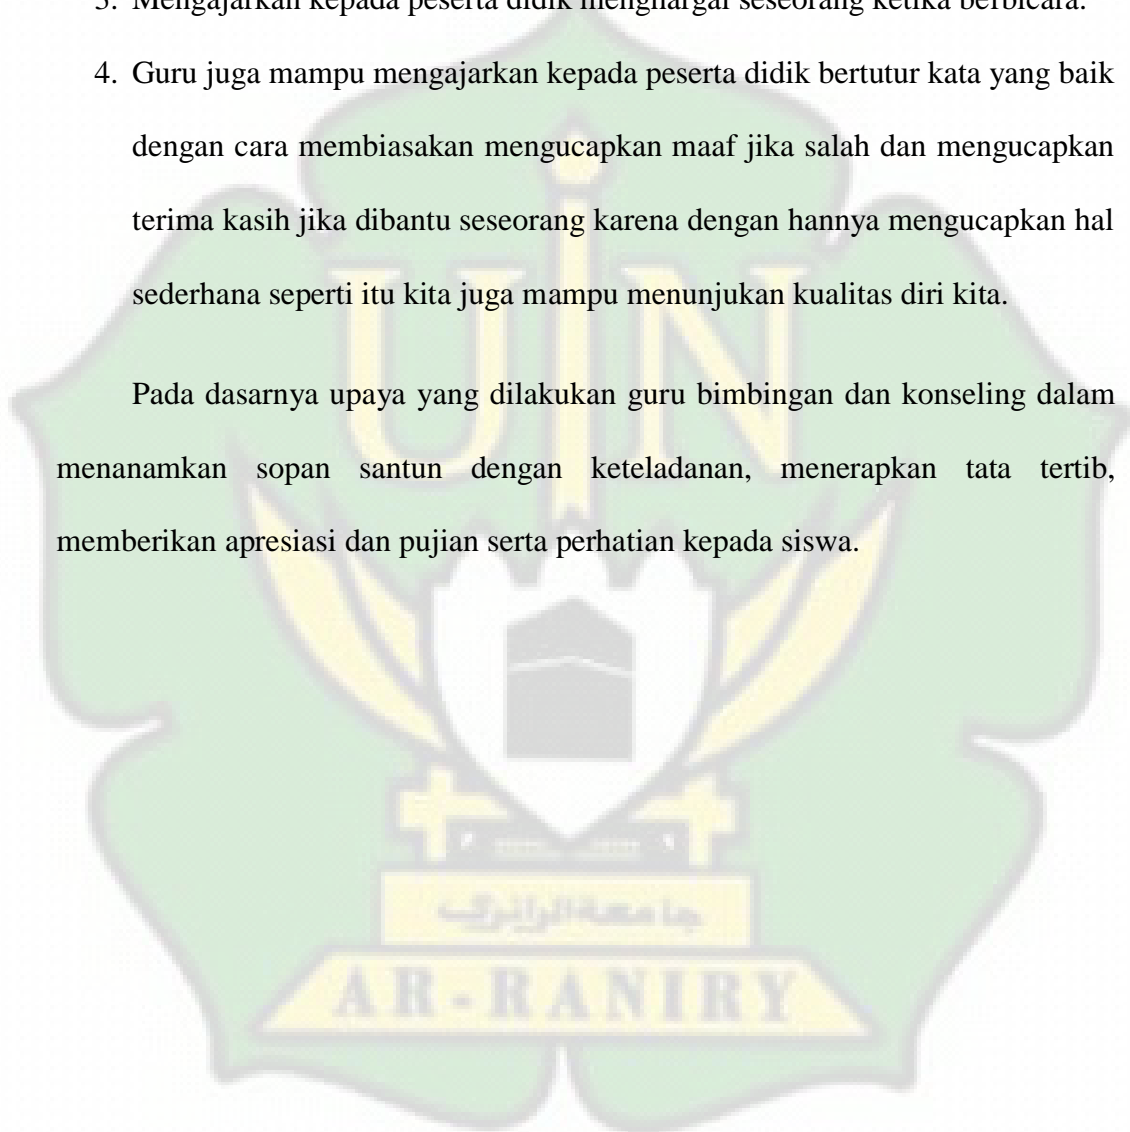 3. Mengajarkan kepada peserta didik menghargai seseorang ketika berbicara.
4. Guru juga mampu mengajarkan kepada peserta didik bertutur kata yang baik
dengan cara membiasakan mengucapkan maaf jika salah dan mengucapkan
terima kasih jika dibantu seseorang karena dengan hannya mengucapkan hal
sederhana seperti itu kita juga mampu menunjukan kualitas diri kita.
Pada dasarnya upaya yang dilakukan guru bimbingan dan konseling dalam
menanamkan sopan santun dengan keteladanan, menerapkan tata tertib,
memberikan apresiasi dan pujian serta perhatian kepada siswa.
UIN
جامعة الرانري
AR-RANIRY